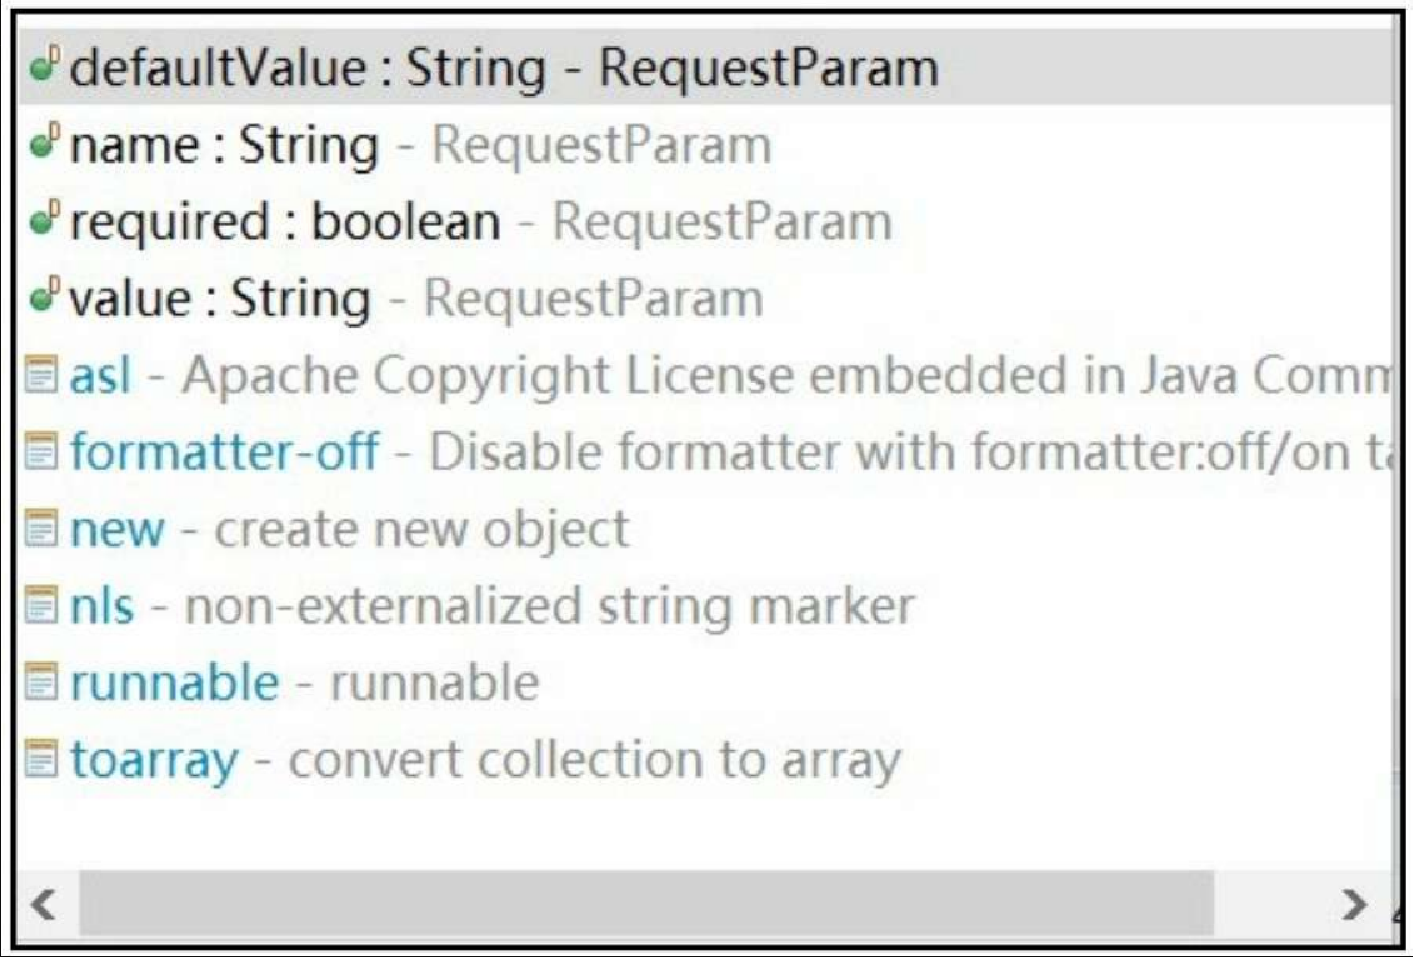 defaultValue : String - RequestParam
name : String - RequestParam
required : boolean - RequestParam
value : String - RequestParam
asl - Apache Copyright License embedded in Java Comm
formatter-off - Disable formatter with formatter:off/on ta
new - create new object
nls - non-externalized string marker
runnable - runnable
toarray - convert collection to array